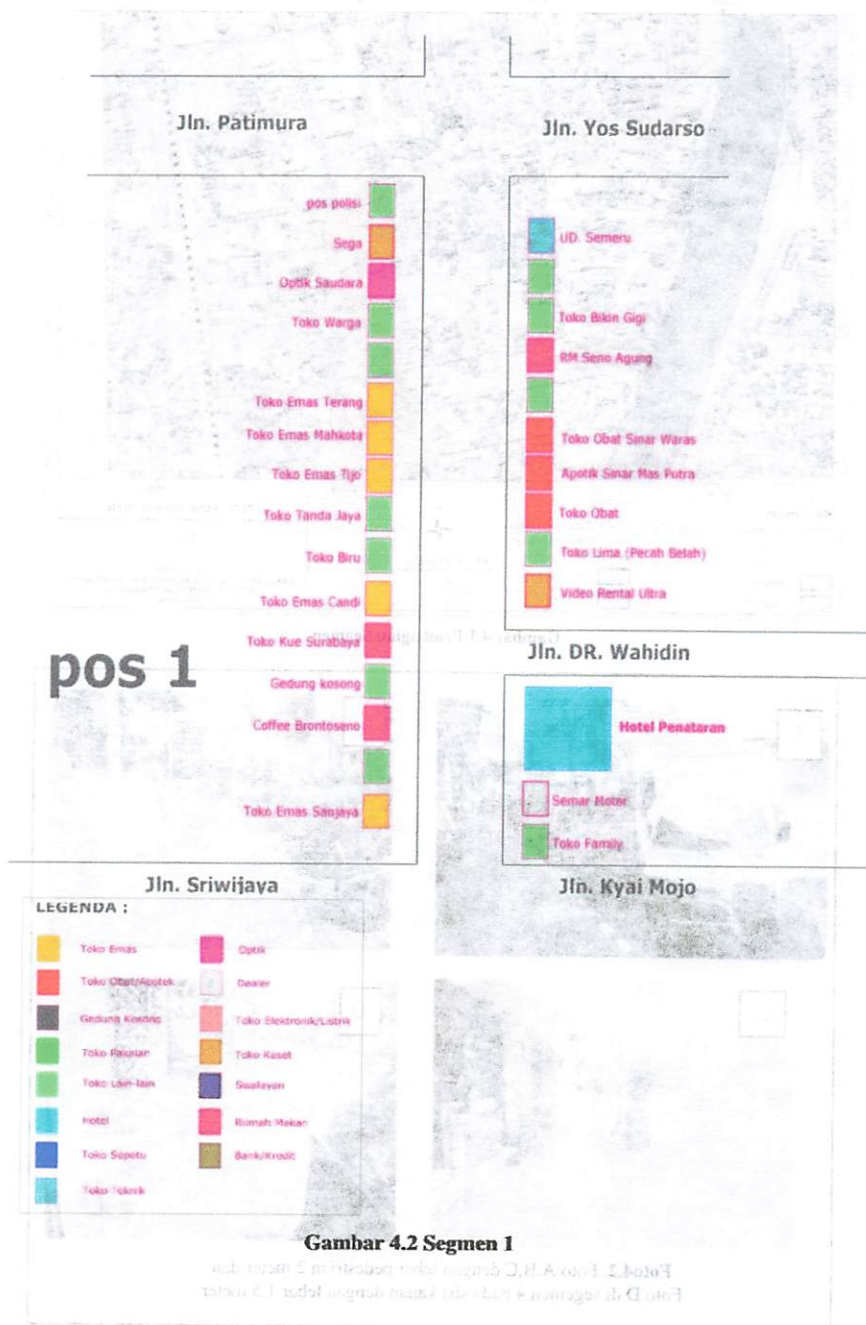 Jln. Patimura
Jln. Yos Sudarso
pos polisi
Sega
Optik Saudara
Toko Warga
Toko Emas Terang
Toko Emas Mahkota
Toko Emas Tijo
Toko Tanda Jaya
Toko Biru
Toko Emas Candi
Toko Kue Surabaya
Gedung kosong
Coffee Brontoseno
Toko Emas Sanjaya
UD. Semeru
Toko Bikin Gigi
RM Seno Agung
Toko Obat Sinar Waras
Apotik Sinar Mas Putra
Toko Obat
Toko Lima (Pecah Belah)
Video Rental Ultra
pos 1
Jln. DR. Wahidin
Hotel Penataran
Semar Motor
Toko Family
Jln. Sriwijaya
Jln. Kyai Mojo
LEGENDA :
Toko Emas
Toko Obat/Apotek
Gedung Kosong
Toko Pakaian
Toko Lain-lain
Hotel
Toko Sepatu
Toko Teknik
Optik
Dealer
Toko Elektronik/Listrik
Toko Kaset
Swalayan
Rumah Makan
Bank/Kredit
Gambar 4.2 Segmen 1